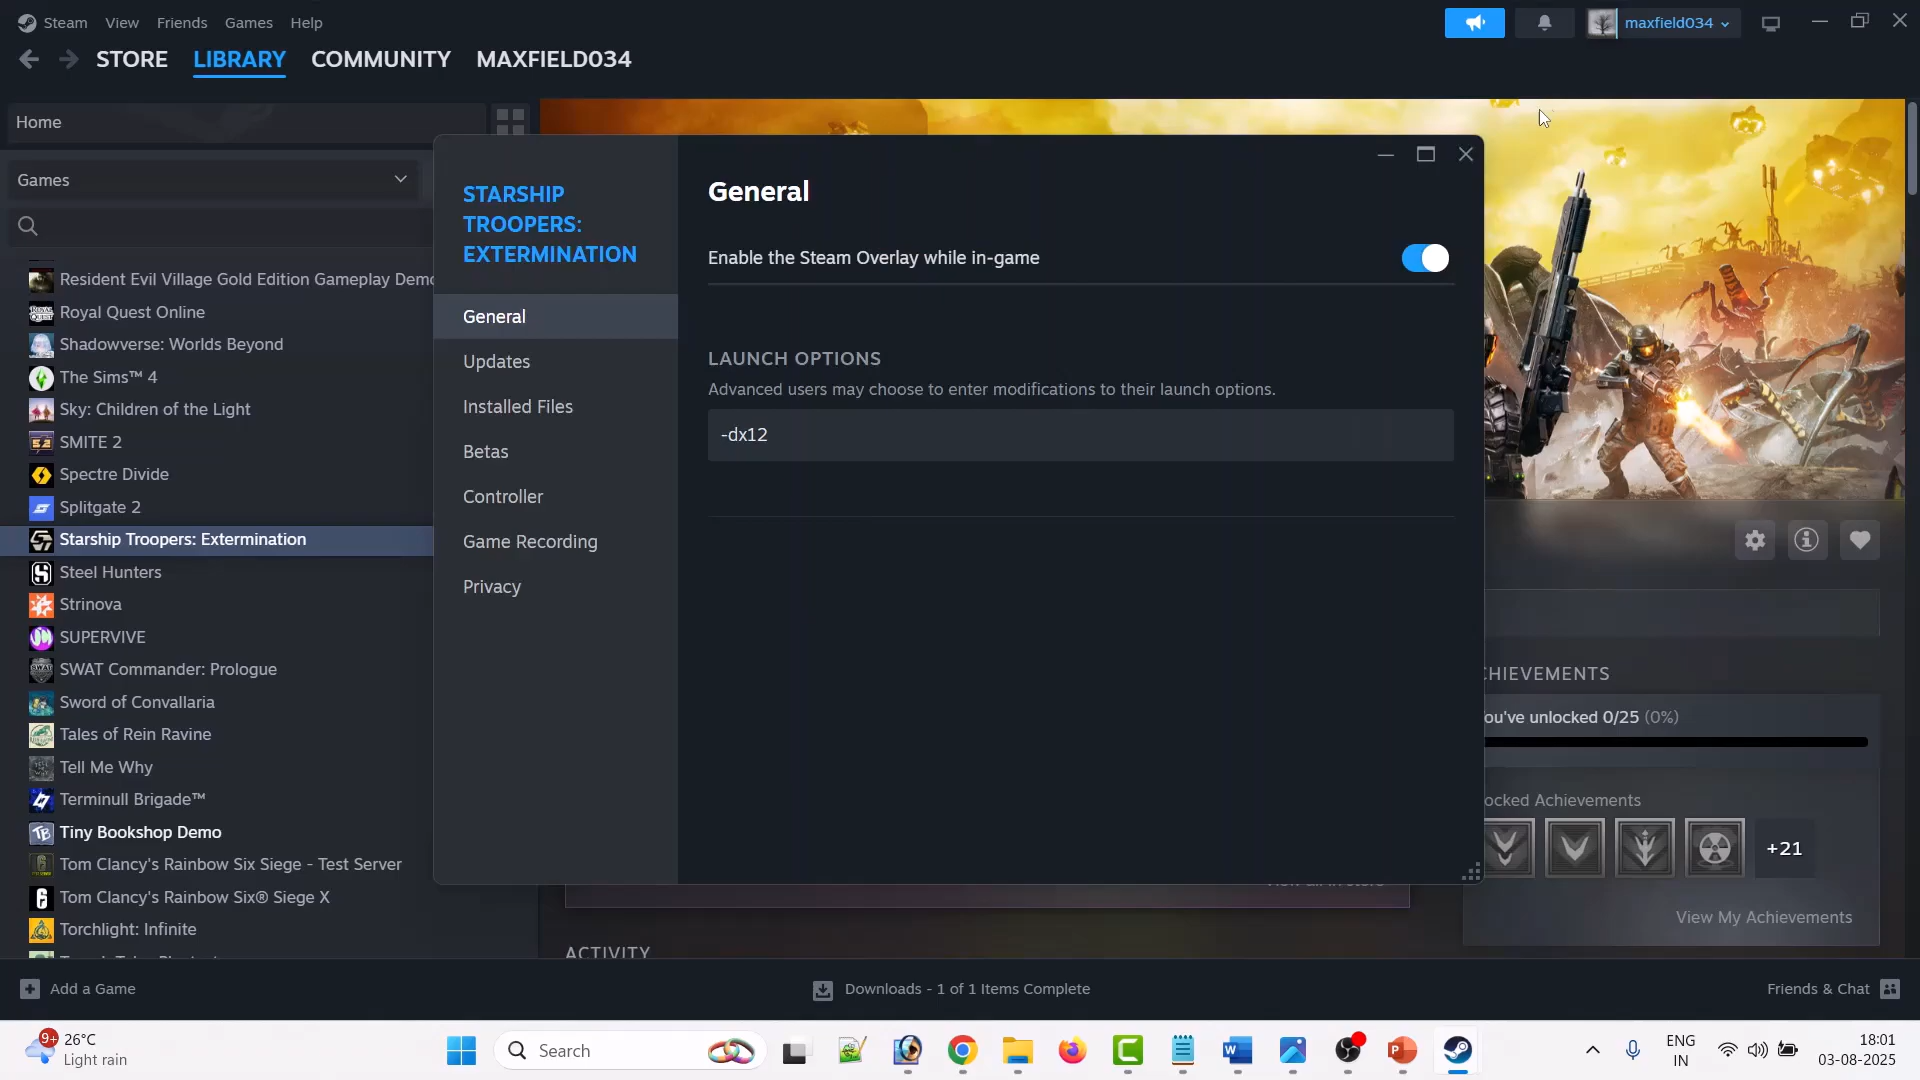 Steam View Friends Games Help
maxfield034
STORE LIBRARY COMMUNITY MAXFIELD034
Home
Games
Resident Evil Village Gold Edition Gameplay Demo
Royal Quest Online
Shadowverse: Worlds Beyond
The Sims™ 4
Sky: Children of the Light
SMITE 2
Spectre Divide
Splitgate 2
Starship Troopers: Extermination
Steel Hunters
Strinova
SUPERVIVE
SWAT Commander: Prologue
Sword of Convallaria
Tales of Rein Ravine
Tell Me Why
Terminull Brigade™
Tiny Bookshop Demo
Tom Clancy's Rainbow Six Siege - Test Server
Tom Clancy's Rainbow Six® Siege X
Torchlight: Infinite
STARSHIP
TROOPERS:
EXTERMINATION
General
Updates
Installed Files
Betas
Controller
Game Recording
Privacy
General
Enable the Steam Overlay while in-game
LAUNCH OPTIONS
Advanced users may choose to enter modifications to their launch options.
-dx12
CHIEVEMENTS
ou've unlocked 0/25 (0%)
ocked Achievements
+21
View My Achievements
ACTIVITY
Add a Game
Downloads - 1 of 1 Items Complete
Friends & Chat
9+
26°C
Light rain
Search
ENG
IN
18:01
03-08-2025